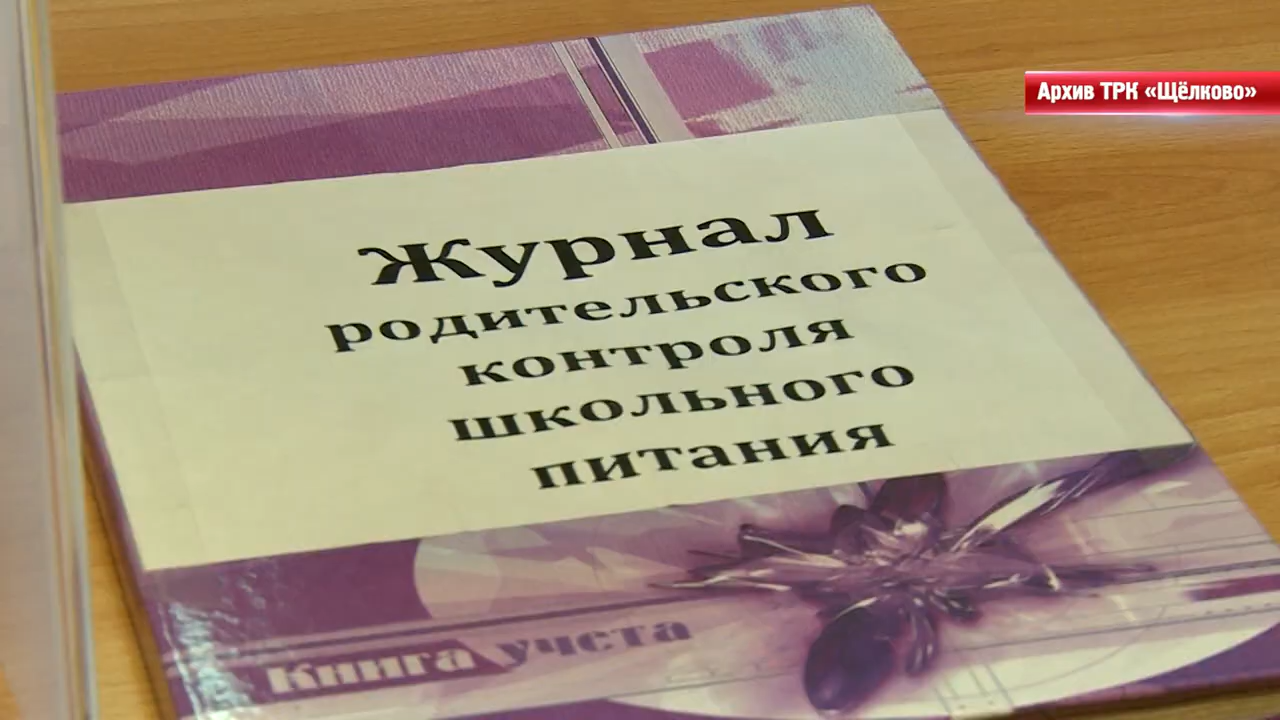 Архив ТРК «Щёлково»
Журнал
родительского
контроля
школьного
питания
Книга учета